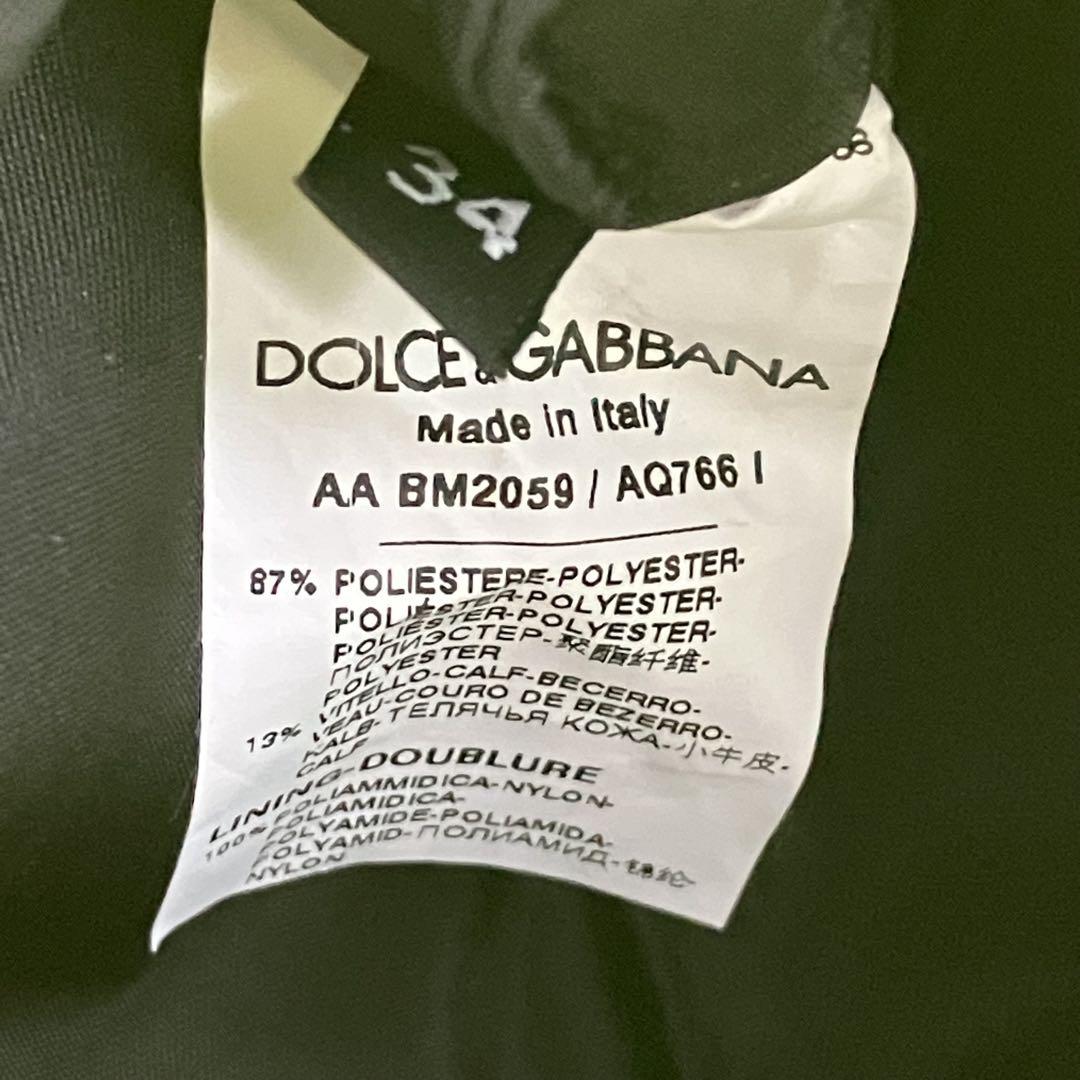 34
8
DOLCE & GABBANA
Made in Italy
AA BM2059 / AQ766 I
87% POLIESTERE-POLYESTER-
POLIÉSTER-POLYESTER-
POLIÉSTER-POLYESTER-
ПОЛИЭСТЕР-聚酯纤维-
POLYESTER
13% VITELLO-CALF-BECERRO-
VEAU-COURO DE BEZERRO-
KALB-ТЕЛЯЧЬЯ КОЖА-小牛皮-
CALF
LINING-DOUBLURE
100% POLIAMMIDICA-NYLON-
POLIAMIDICA-
POLYAMIDE-POLIAMIDA-
POLYAMID-ПОЛИАМИД-锦纶-
NYLON